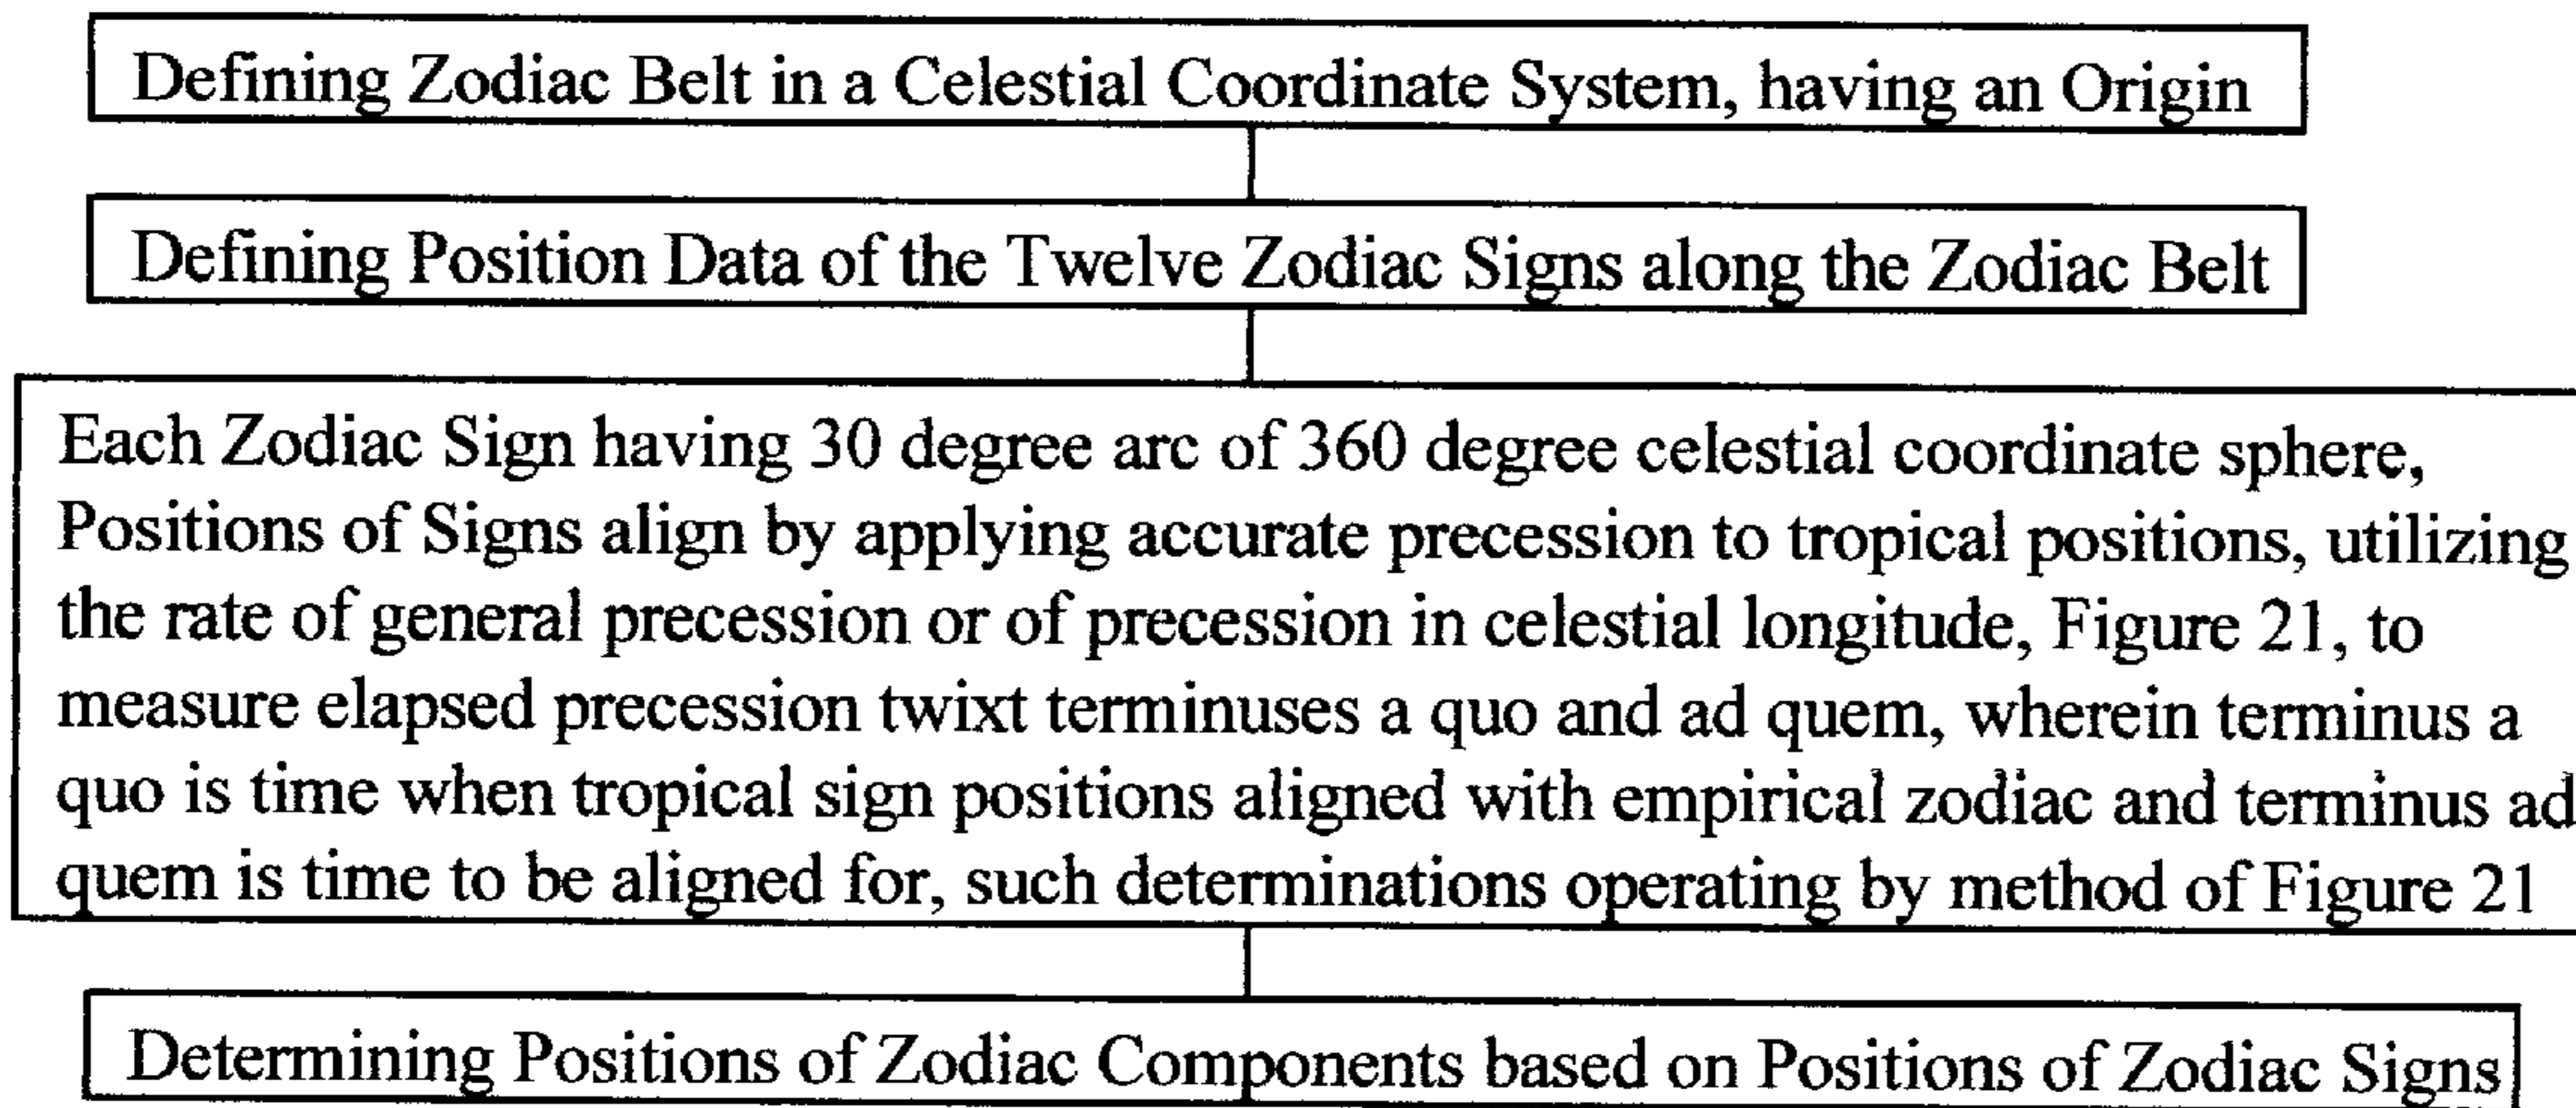 Defining Zodiac Belt in a Celestial Coordinate System, having an Origin
Defining Position Data of the Twelve Zodiac Signs along the Zodiac Belt
Each Zodiac Sign having 30 degree arc of 360 degree celestial coordinate sphere,
Positions of Signs align by applying accurate precession to tropical positions, utilizing
the rate of general precession or of precession in celestial longitude, Figure 21, to
measure elapsed precession twixt terminuses a quo and ad quem, wherein terminus a
quo is time when tropical sign positions aligned with empirical zodiac and terminus ad
quem is time to be aligned for, such determinations operating by method of Figure 21
Determining Positions of Zodiac Components based on Positions of Zodiac Signs